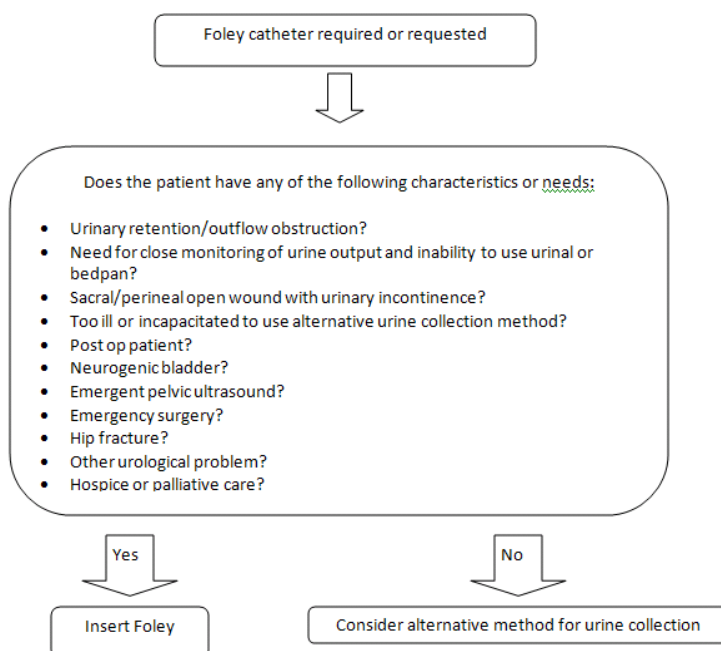 Foley catheter required or requested
Does the patient have any of the following characteristics or needs:
• Urinary retention/outflow obstruction?
• Need for close monitoring of urine output and inability to use urinal or
bedpan?
• Sacral/perineal open wound with urinary incontinence?
• Too ill or incapacitated to use alternative urine collection method?
• Post op patient?
• Neurogenic bladder?
• Emergent pelvic ultrasound?
• Emergency surgery?
• Hip fracture?
• Other urological problem?
• Hospice or palliative care?
Yes
No
Insert Foley
Consider alternative method for urine collection